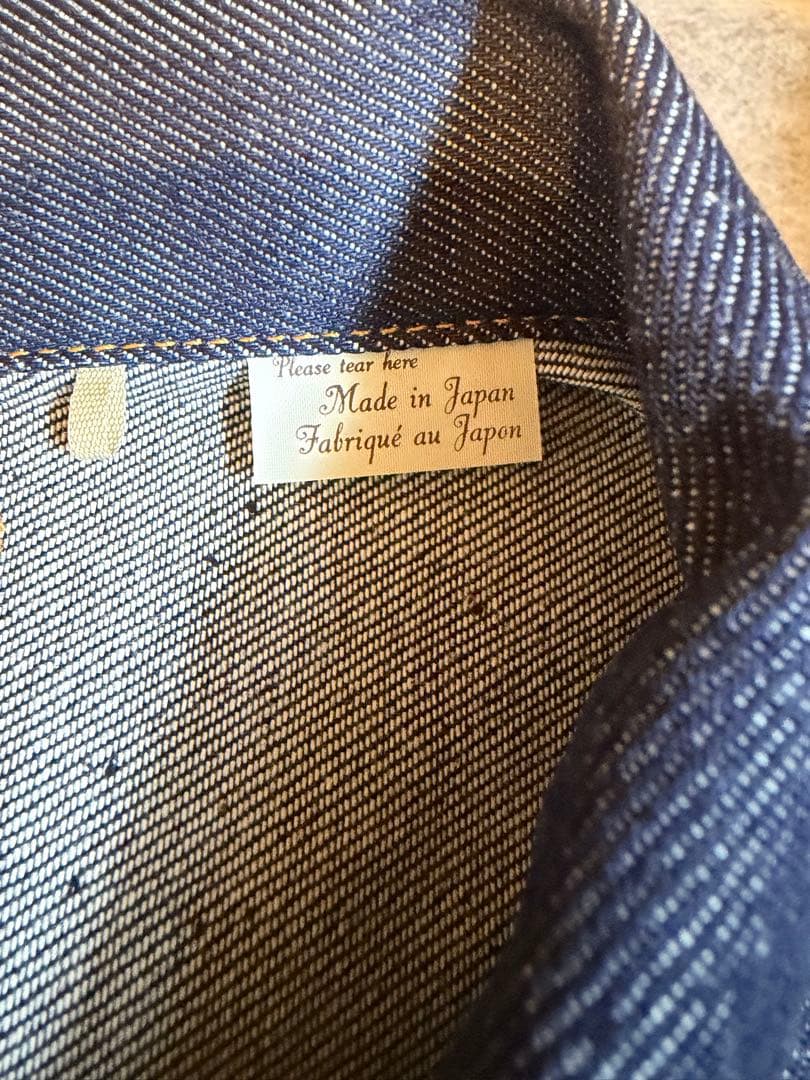 Please tear here
Made in Japan
Fabriqué au Japon